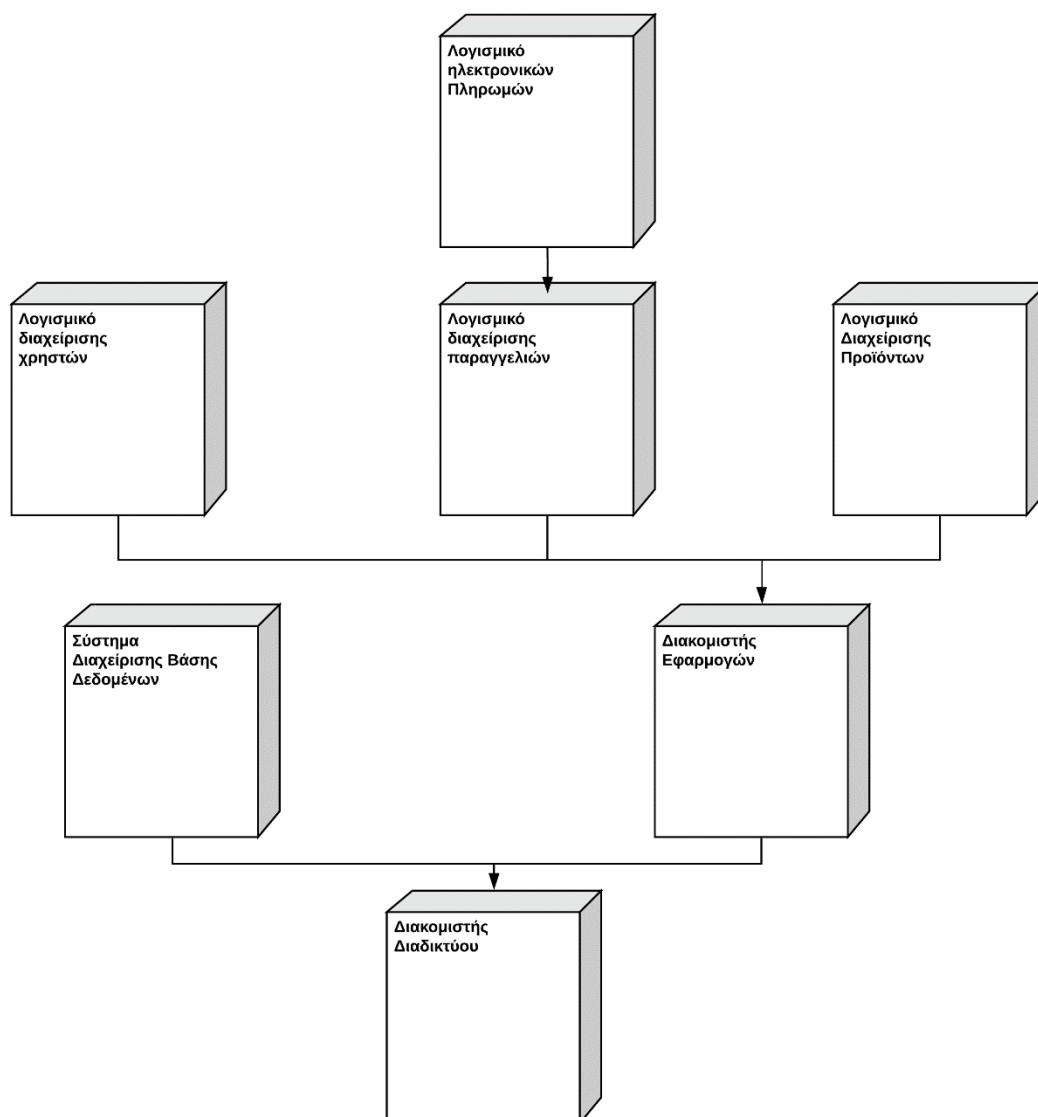 Λογισμικό
ηλεκτρονικών
Πληρωμών
Λογισμικό
διαχείρισης
χρηστών
Λογισμικό
διαχείρισης
παραγγελιών
Λογισμικό
Διαχείρισης
Προϊόντων
Σύστημα
Διαχείρισης Βάσης
Δεδομένων
Διακομιστής
Εφαρμογών
Διακομιστής
Διαδικτύου